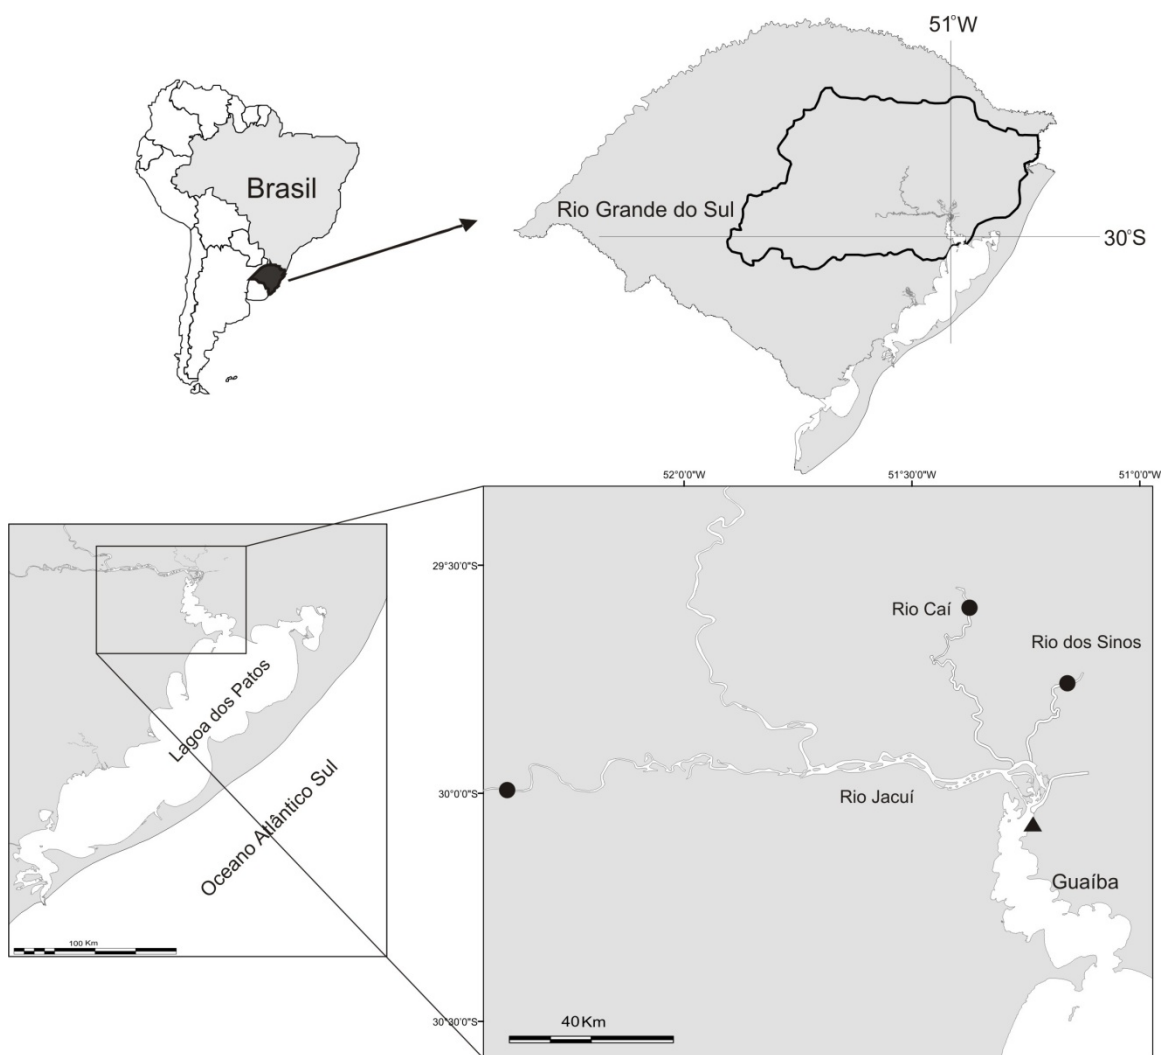 51°W
Brasil
Rio Grande do Sul
30°S
52°0'0"W
51°30'0"W
51°0'0"W
29°30'0"S
Rio Caí
Rio dos Sinos
Lagoa dos Patos
30°0'0"S
Rio Jacuí
Oceano Atlântico Sul
Guaíba
100 Km
30°30'0"S
40Km